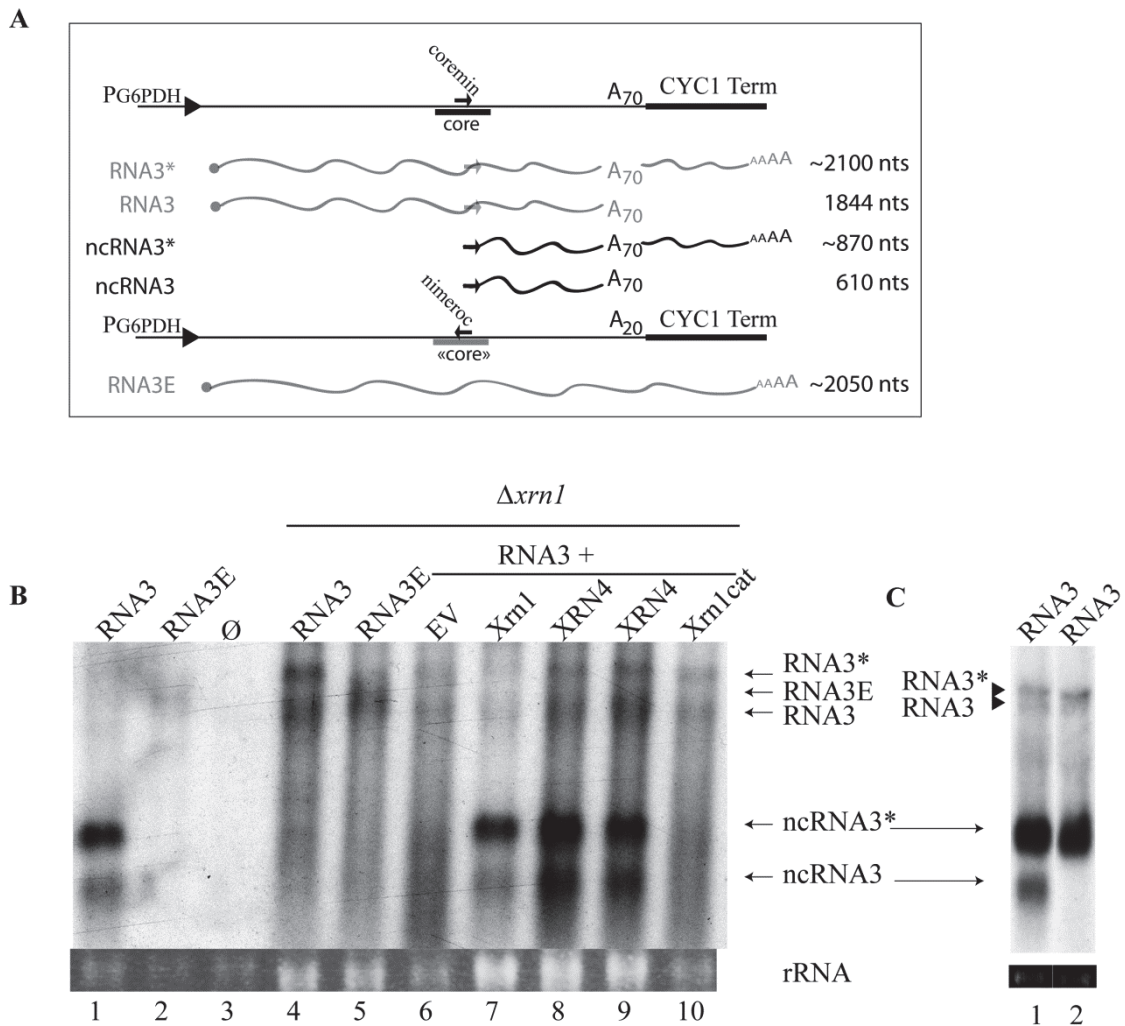 A
coremin
PG6PDH A70 CYC1 Term
core
RNA3* A70 AAAA ~2100 nts
RNA3 A70 1844 nts
ncRNA3* A70 AAAA ~870 nts
ncRNA3 A70 610 nts
nimeroc
PG6PDH A20 CYC1 Term
«core»
RNA3E AAAA ~2050 nts
Δxrn1
RNA3 +
B
RNA3 RNA3E Ø RNA3 RNA3E EV Xrn1 XRN4 XRN4 Xrn1cat
RNA3*
RNA3E
RNA3
ncRNA3*
ncRNA3
rRNA
1 2 3 4 5 6 7 8 9 10
C
RNA3 RNA3
RNA3*
RNA3
1 2